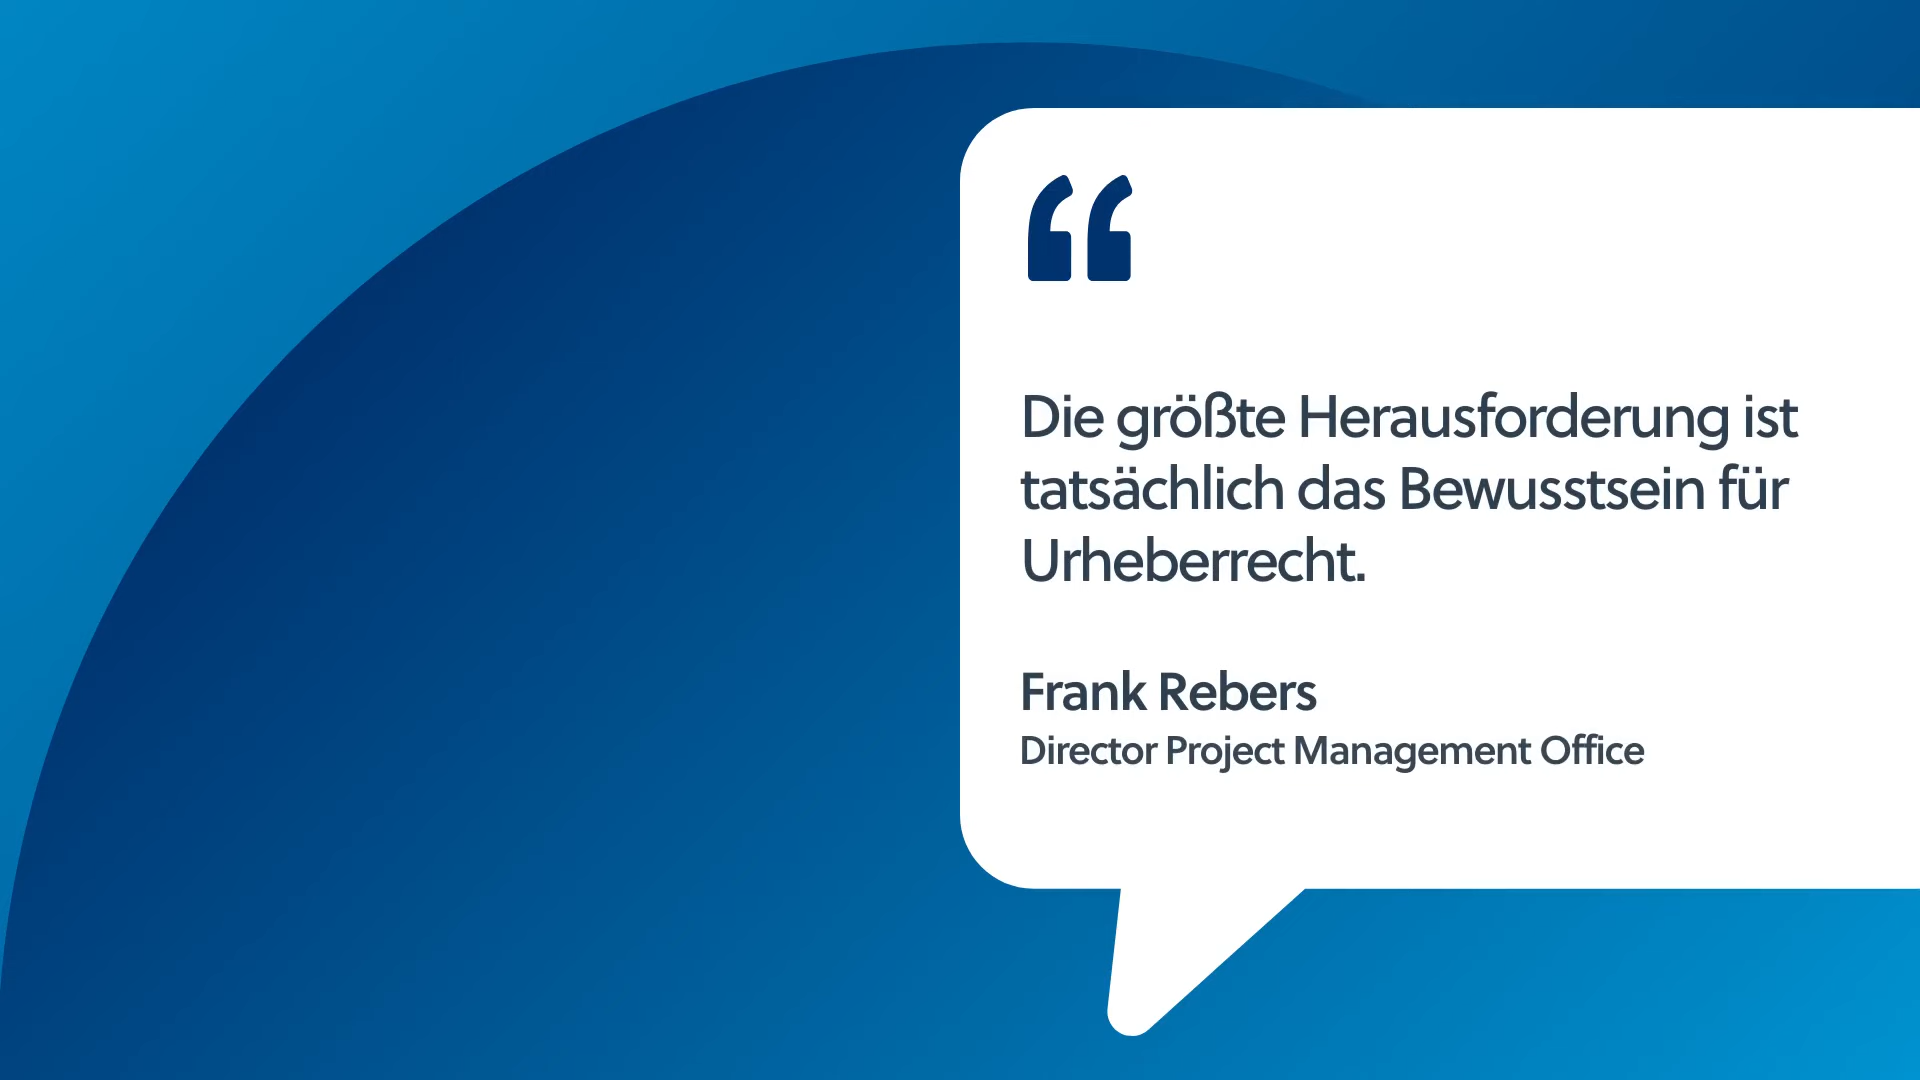 “
Die größte Herausforderung ist
tatsächlich das Bewusstsein für
Urheberrecht.
Frank Rebers
Director Project Management Office